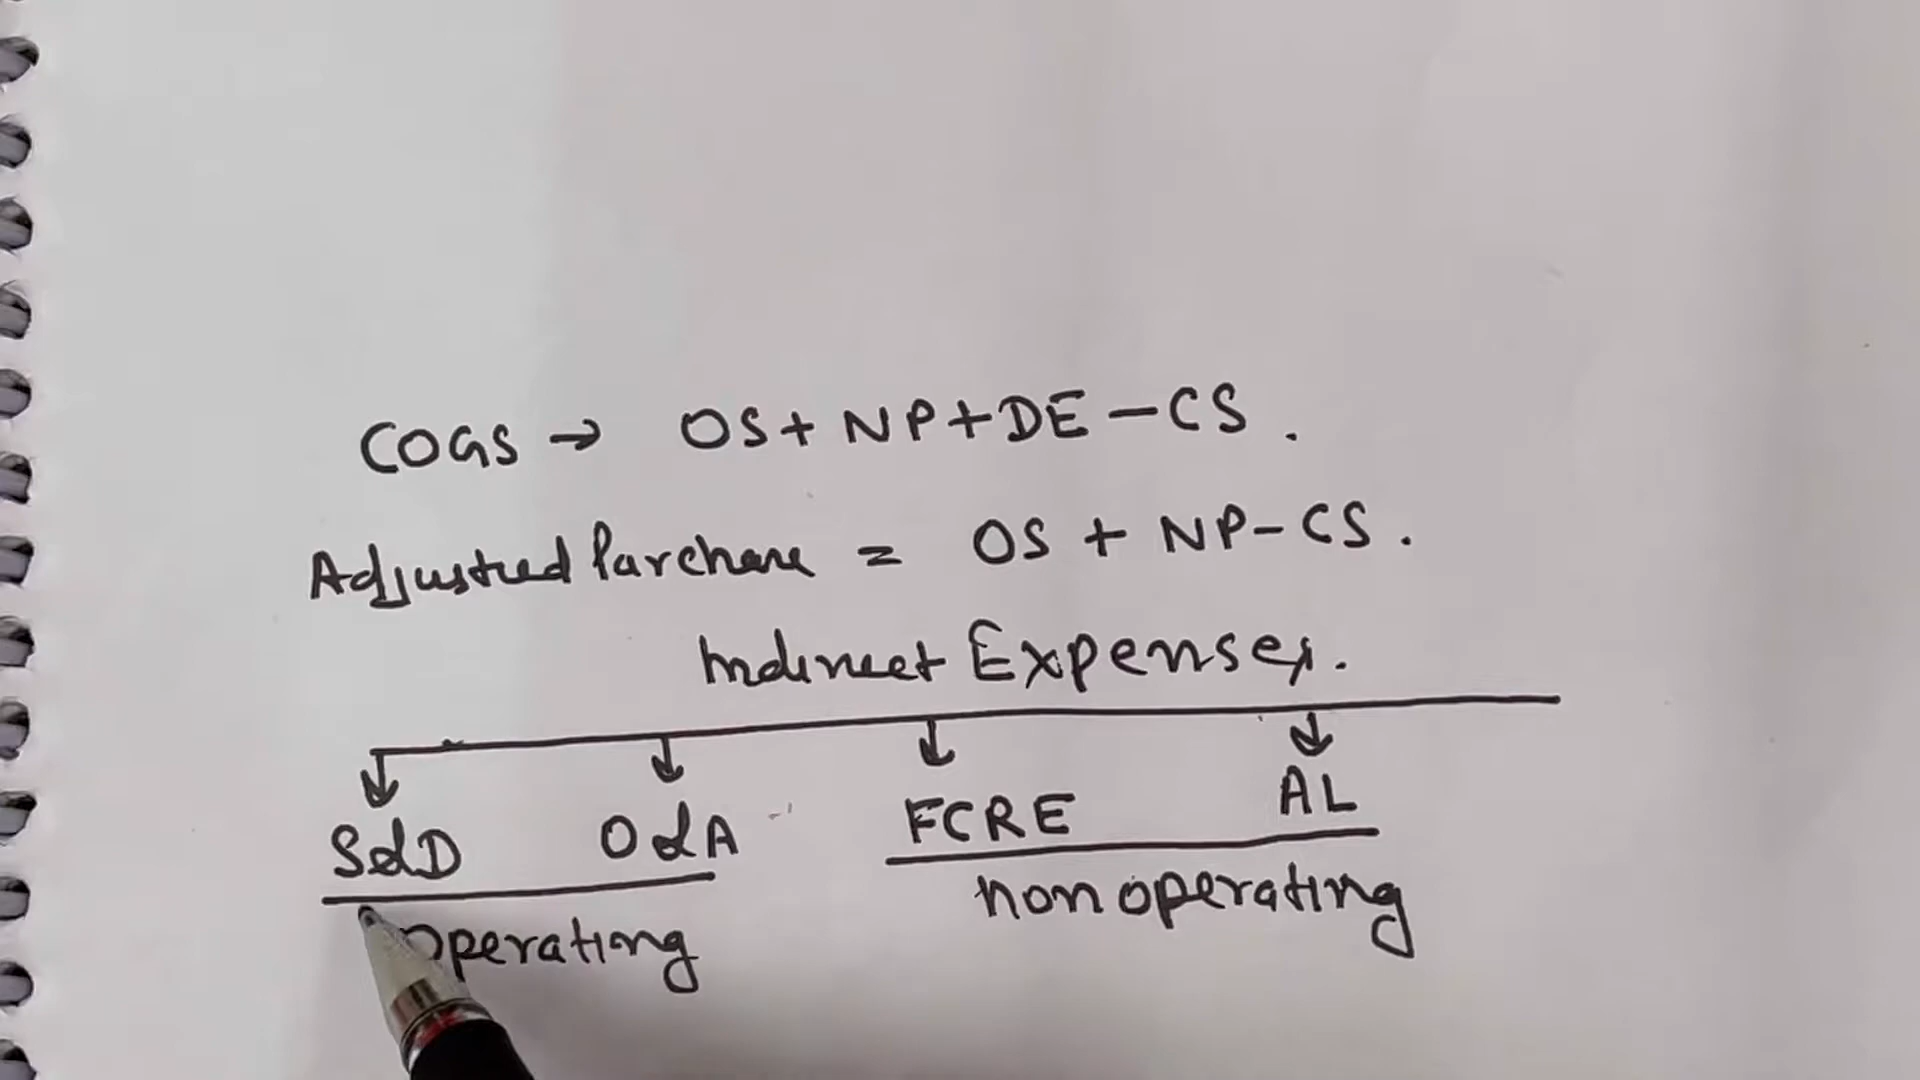 COGS → OS + NP + DE - CS .
Adjusted Purchase = OS + NP - CS .
Indirect Expenses .
S&D O&A FCRE AL
operating non operating